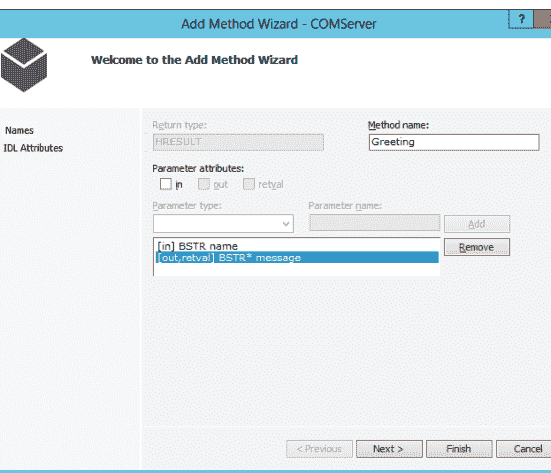 Add Method Wizard - COMServer
?
Welcome to the Add Method Wizard
Names
IDL Attributes
Return type:
HRESULT
Method name:
Greeting
Parameter attributes:
in
out
retval
Parameter type:
Parameter name:
Add
[in] BSTR name
[out,retval] BSTR* message
Remove
< Previous
Next >
Finish
Cancel